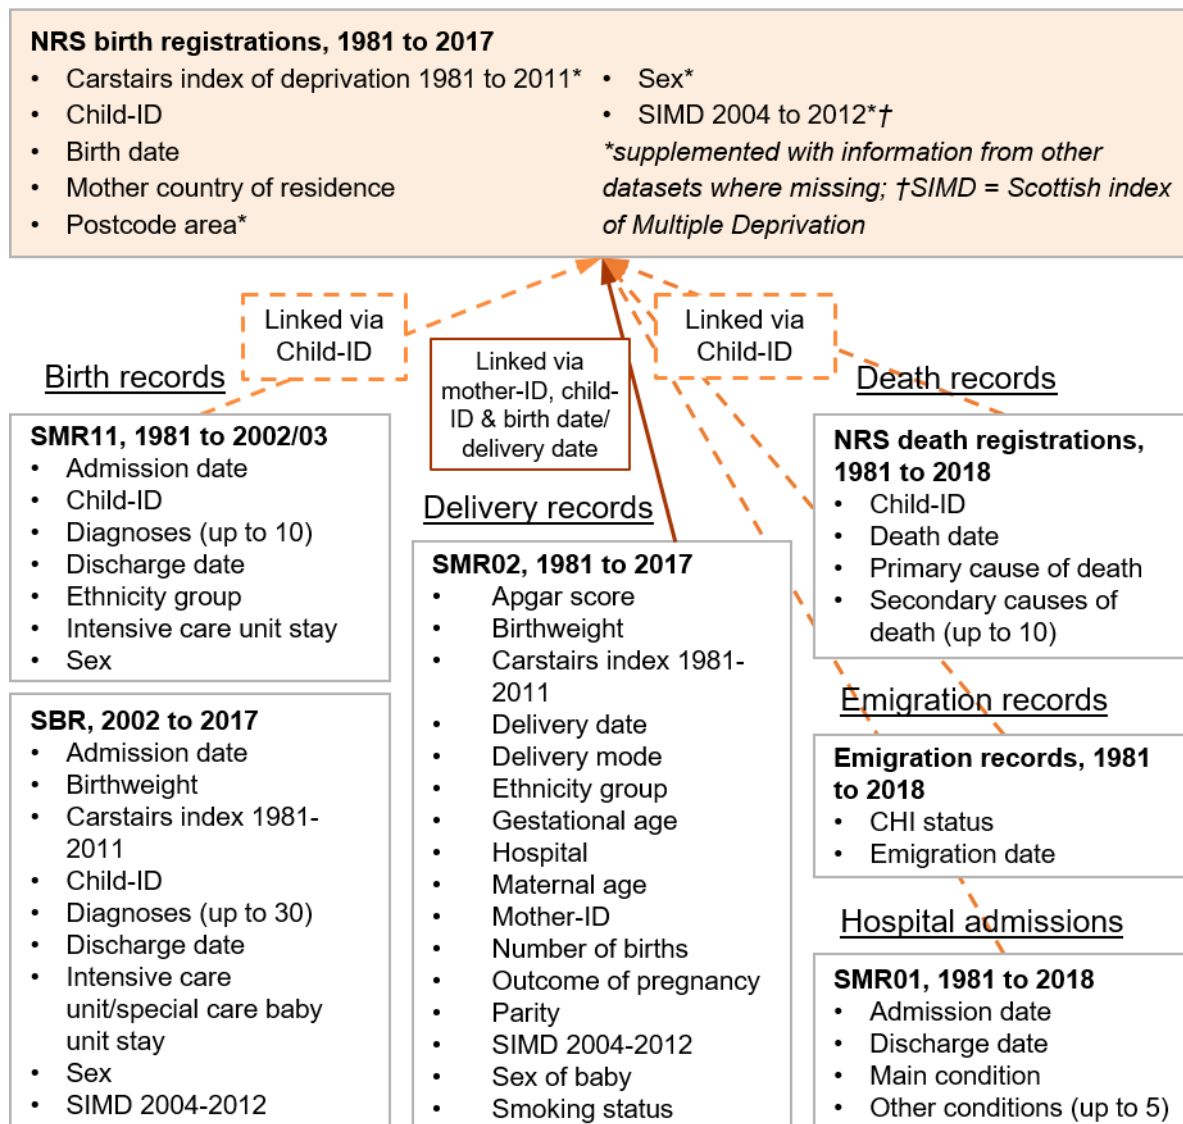 NRS birth registrations, 1981 to 2017
• Carstairs index of deprivation 1981 to 2011*
• Child-ID
• Birth date
• Mother country of residence
• Postcode area*
• Sex*
• SIMD 2004 to 2012*†
*supplemented with information from other
datasets where missing; †SIMD = Scottish index
of Multiple Deprivation
Linked via
Child-ID
Linked via
mother-ID, child-
ID & birth date/
delivery date
Linked via
Child-ID
Birth records
SMR11, 1981 to 2002/03
• Admission date
• Child-ID
• Diagnoses (up to 10)
• Discharge date
• Ethnicity group
• Intensive care unit stay
• Sex
SBR, 2002 to 2017
• Admission date
• Birthweight
• Carstairs index 1981-
2011
• Child-ID
• Diagnoses (up to 30)
• Discharge date
• Intensive care
unit/special care baby
unit stay
• Sex
• SIMD 2004-2012
Delivery records
SMR02, 1981 to 2017
• Apgar score
• Birthweight
• Carstairs index 1981-
2011
• Delivery date
• Delivery mode
• Ethnicity group
• Gestational age
• Hospital
• Maternal age
• Mother-ID
• Number of births
• Outcome of pregnancy
• Parity
• SIMD 2004-2012
• Sex of baby
• Smoking status
Death records
NRS death registrations,
1981 to 2018
• Child-ID
• Death date
• Primary cause of death
• Secondary causes of
death (up to 10)
Emigration records
Emigration records, 1981
to 2018
• CHI status
• Emigration date
Hospital admissions
SMR01, 1981 to 2018
• Admission date
• Discharge date
• Main condition
• Other conditions (up to 5)